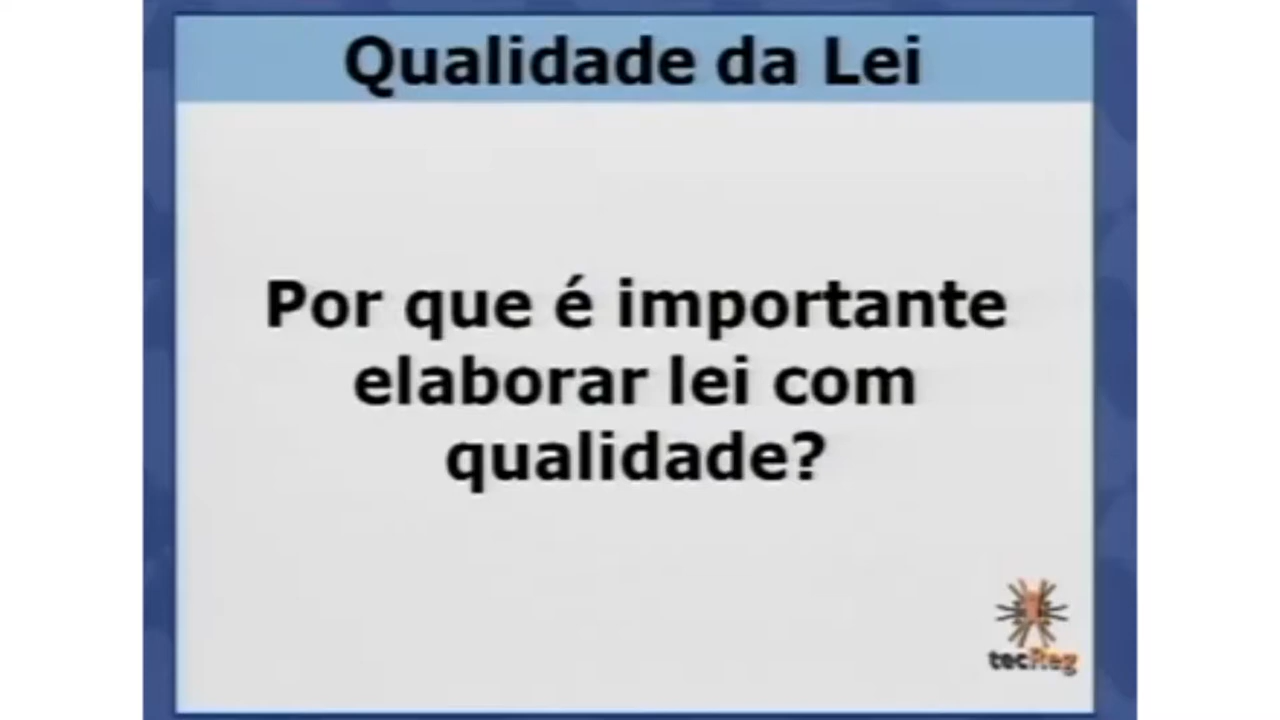 Qualidade da Lei
Por que é importante
elaborar lei com
qualidade?
tecReg